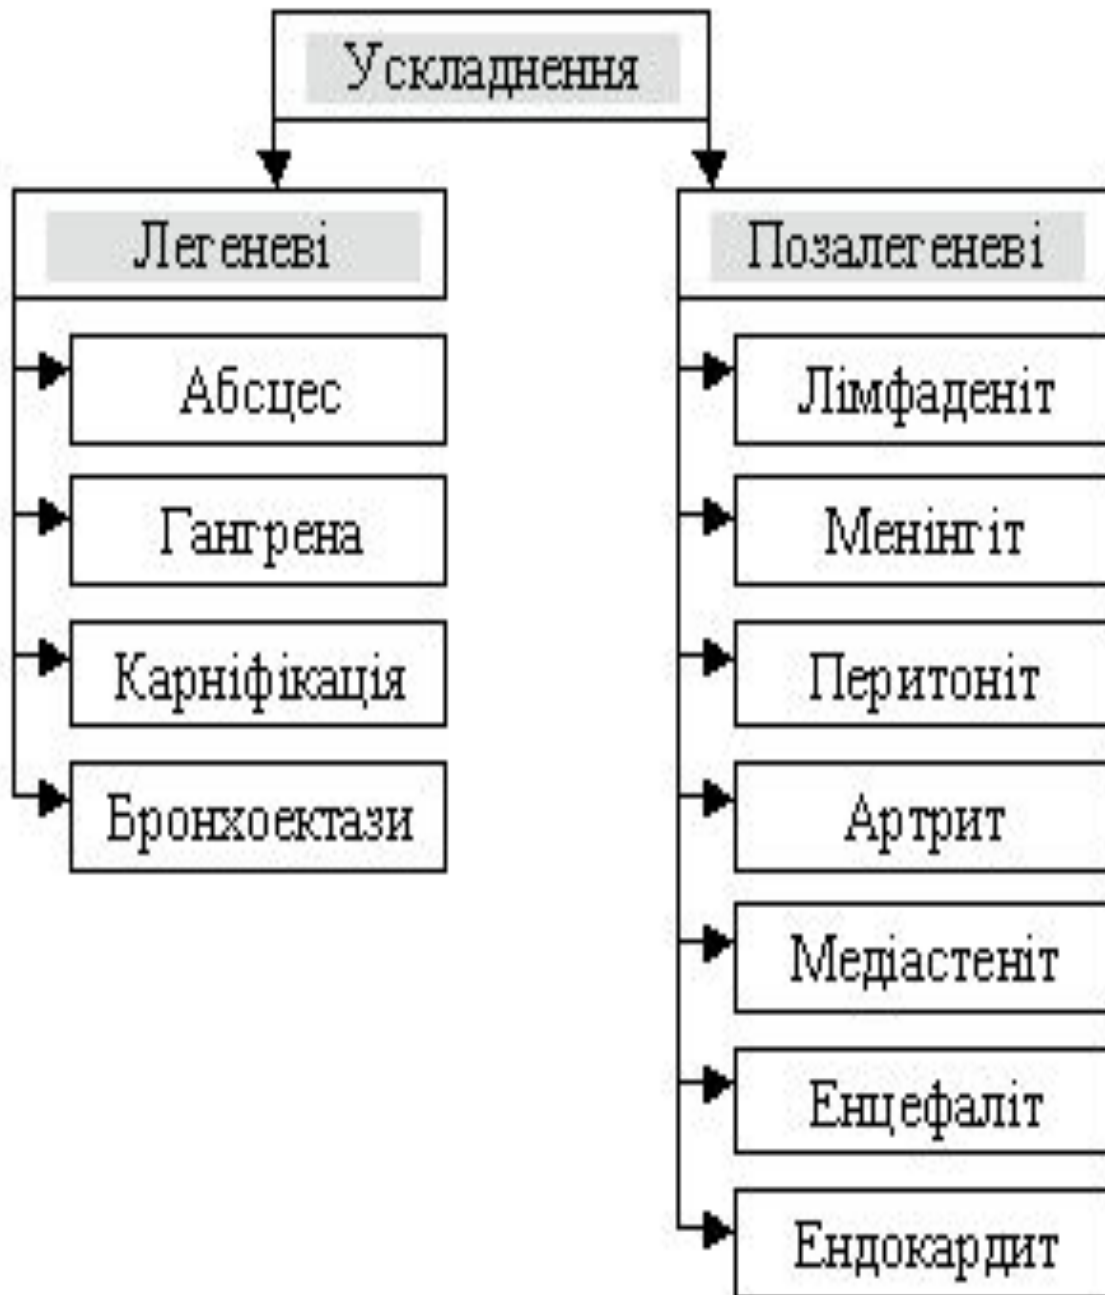 Ускладнення
Легеневі
Абсцес
Гангрена
Карніфікація
Бронхоектази
Позалегеневі
Лімфаденіт
Менінгіт
Перитоніт
Артрит
Медіастеніт
Енцефаліт
Ендокардит